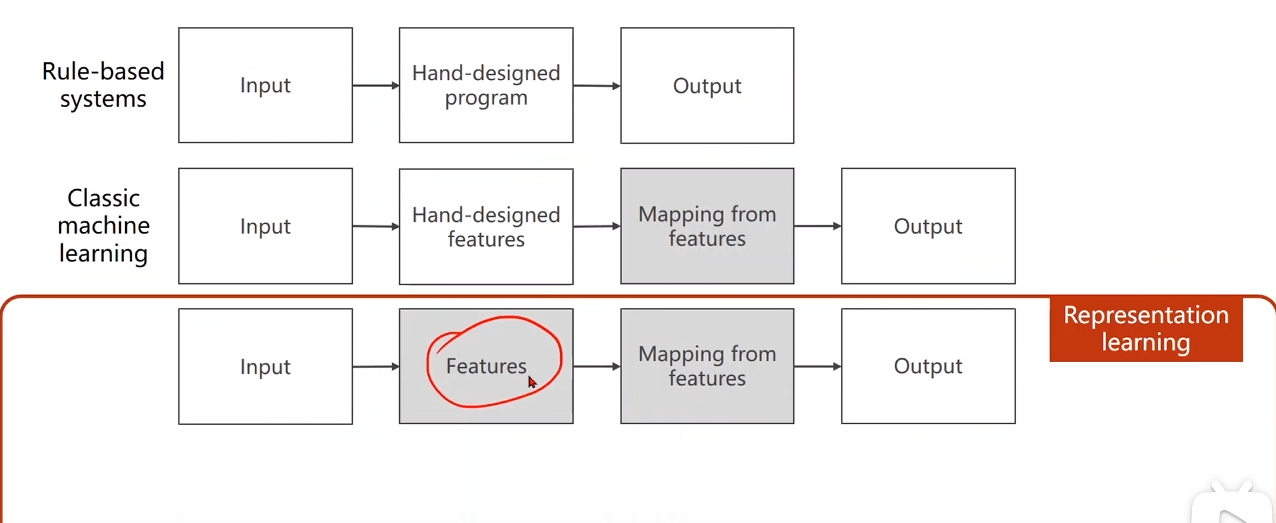 Rule-based
systems
Input
Hand-designed
program
Output
Classic
machine
learning
Input
Hand-designed
features
Mapping from
features
Output
Representation
learning
Input
Features
Mapping from
features
Output